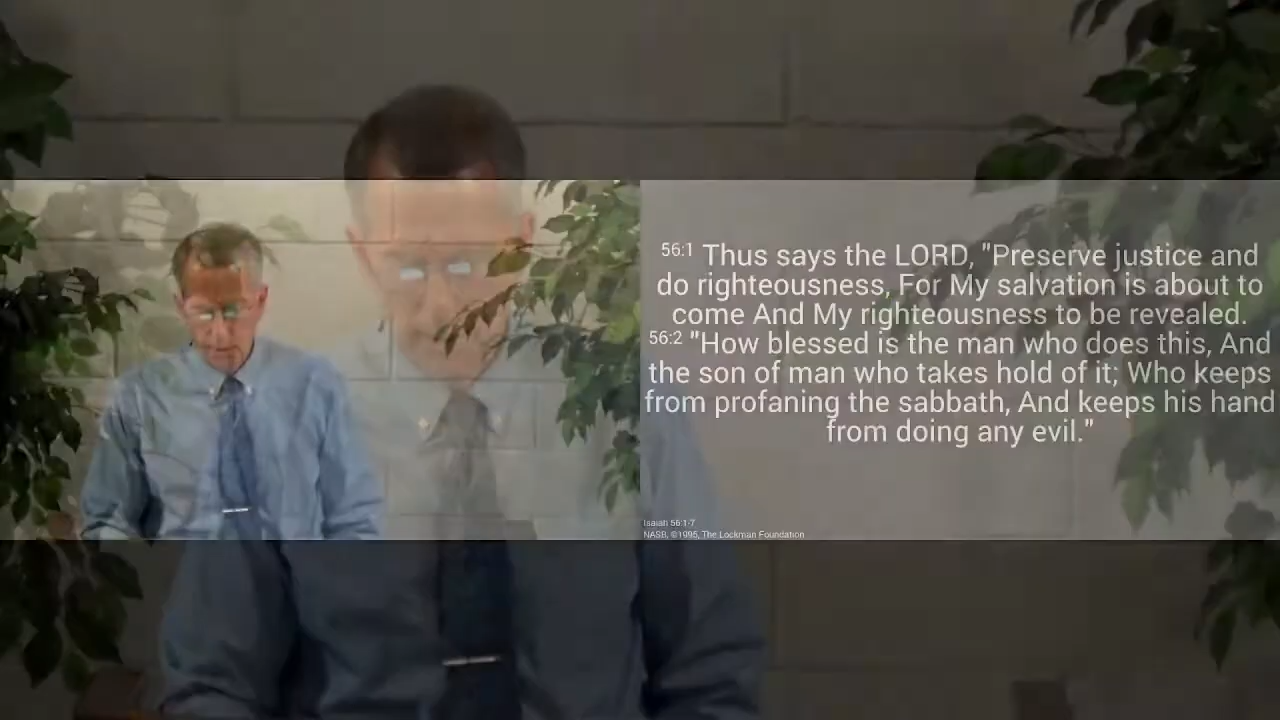 56:1 Thus says the LORD, "Preserve justice and
do righteousness, For My salvation is about to
come And My righteousness to be revealed.
56:2 "How blessed is the man who does this, And
the son of man who takes hold of it; Who keeps
from profaning the sabbath, And keeps his hand
from doing any evil."
Isaiah 56:1-7
NASB, ©1995, The Lockman Foundation